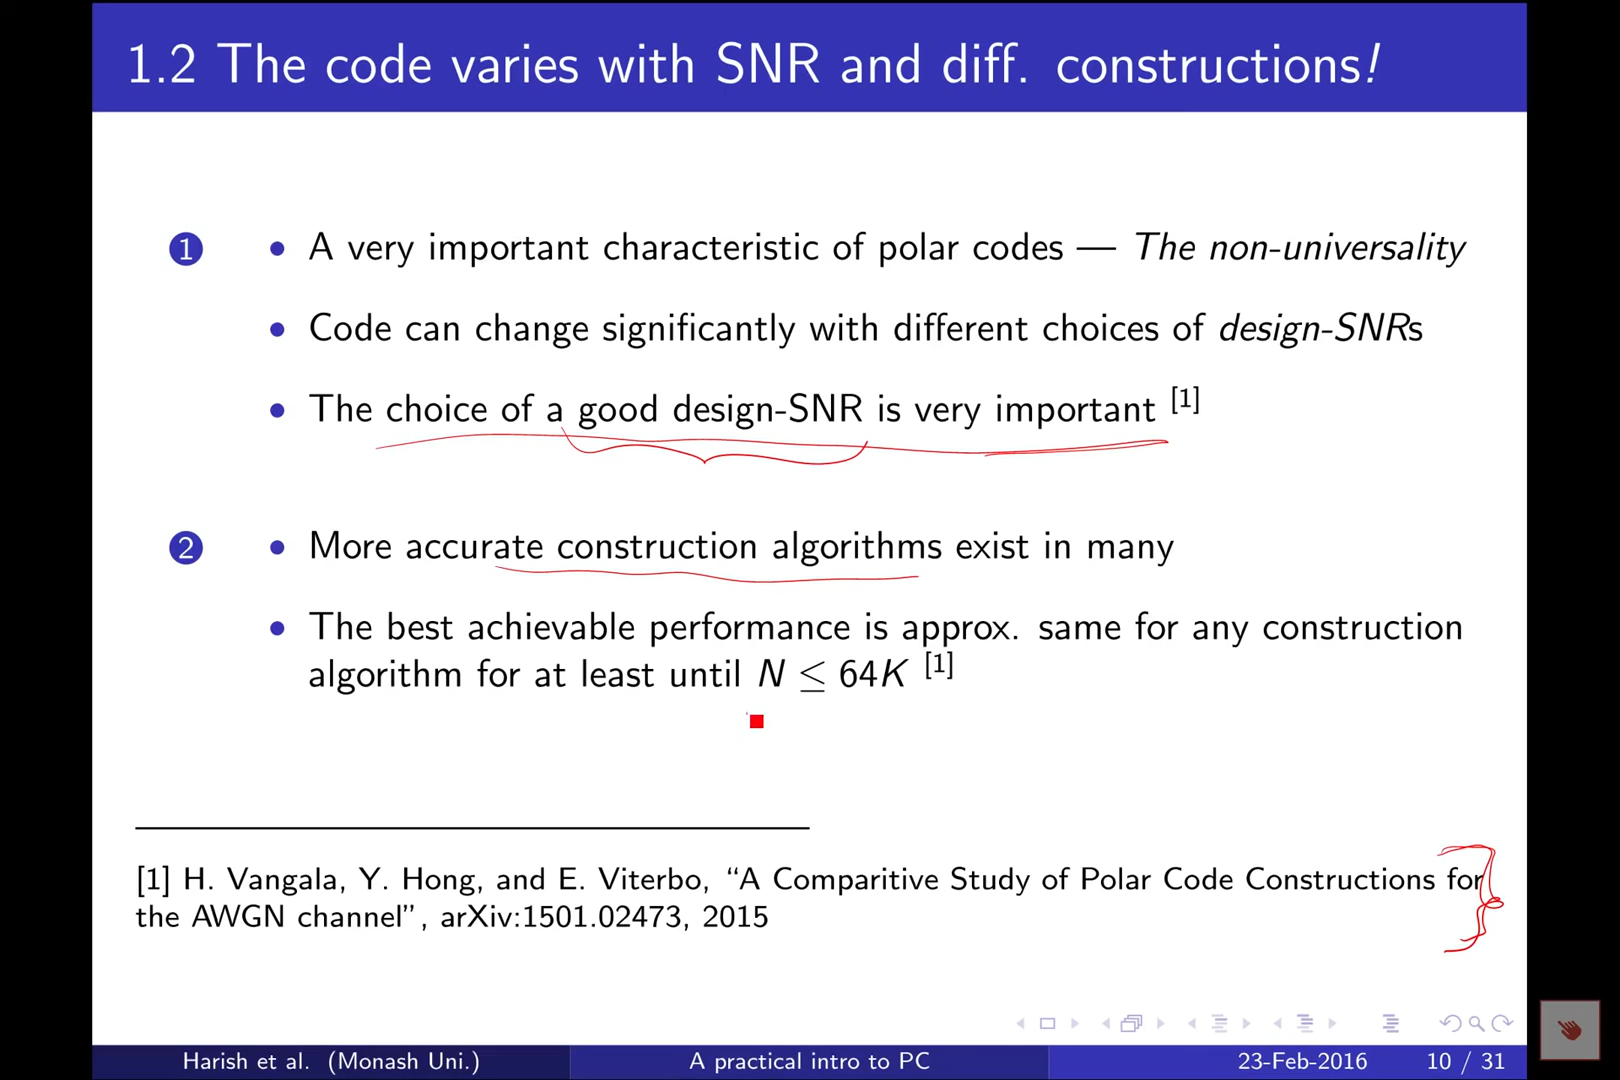 1.2 The code varies with SNR and diff. constructions!
1 • A very important characteristic of polar codes — The non-universality
• Code can change significantly with different choices of design-SNRs
• The choice of a good design-SNR is very important [1]
2 • More accurate construction algorithms exist in many
• The best achievable performance is approx. same for any construction
algorithm for at least until N ≤ 64K [1]
[1] H. Vangala, Y. Hong, and E. Viterbo, “A Comparitive Study of Polar Code Constructions for
the AWGN channel”, arXiv:1501.02473, 2015
Harish et al. (Monash Uni.) A practical intro to PC 23-Feb-2016 10 / 31